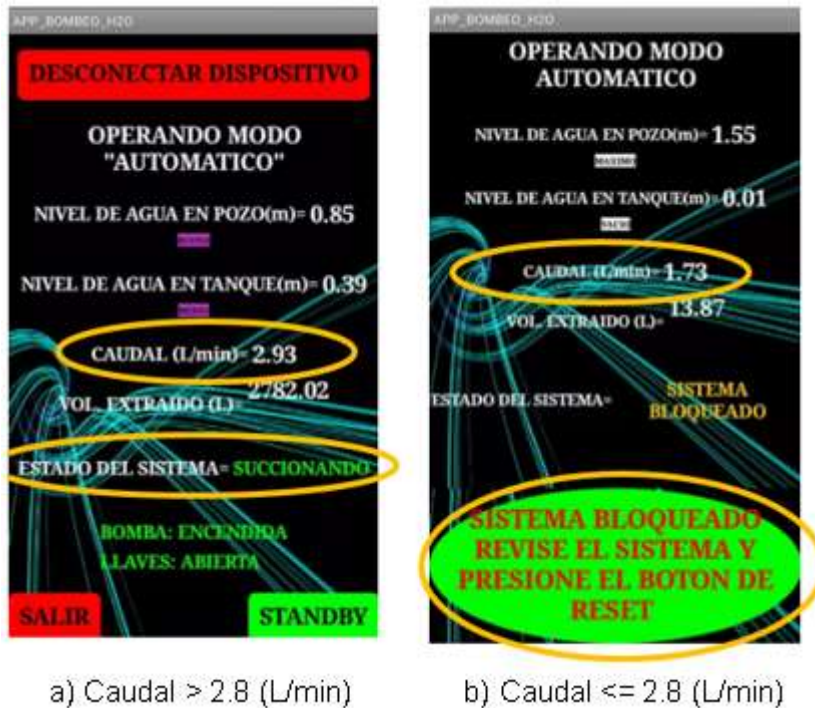 APP_BOMBEO_H2O
DESCONECTAR DISPOSITIVO
OPERANDO MODO
"AUTOMATICO"
NIVEL DE AGUA EN POZO(m)= 0.85
NIVEL DE AGUA EN TANQUE(m)= 0.39
CAUDAL (L/min)= 2.93
VOL. EXTRAIDO (L)= 2782.02
ESTADO DEL SISTEMA= SUCCIONANDO
BOMBA: ENCENDIDA
LLAVES: ABIERTA
SALIR
STANDBY
a) Caudal > 2.8 (L/min)
APP_BOMBEO_H2O
OPERANDO MODO
AUTOMATICO
NIVEL DE AGUA EN POZO(m)= 1.55
MAXIMO
NIVEL DE AGUA EN TANQUE(m)= 0.01
VACIO
CAUDAL (L/min)= 1.73
VOL. EXTRAIDO (L)= 13.87
ESTADO DEL SISTEMA= SISTEMA
BLOQUEADO
SISTEMA BLOQUEADO
REVISE EL SISTEMA Y
PRESIONE EL BOTON DE
RESET
b) Caudal <= 2.8 (L/min)